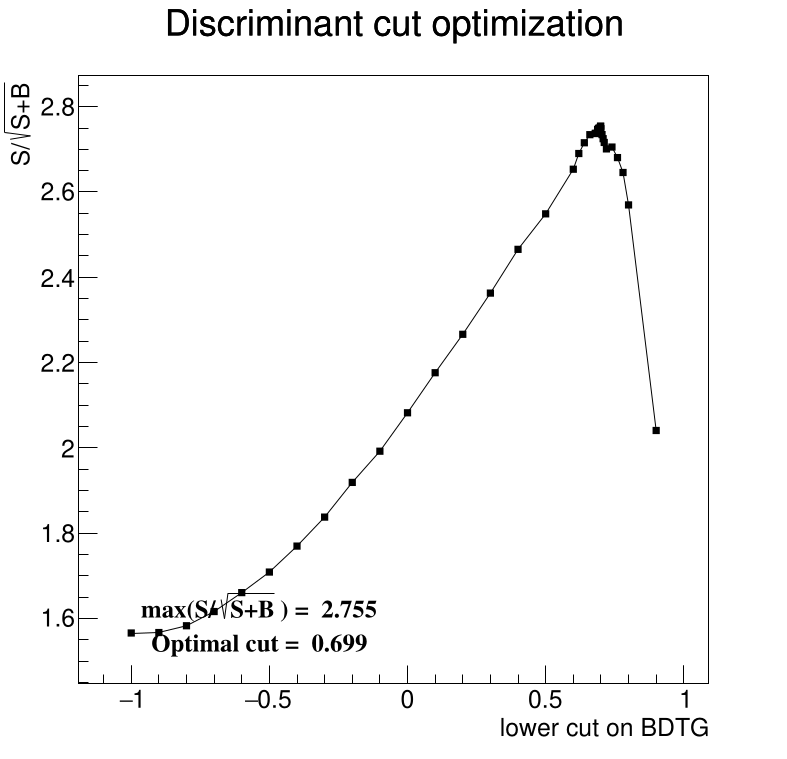 Discriminant cut optimization
S/√S+B
2.8
2.6
2.4
2.2
2
1.8
1.6
max(S/√S+B ) = 2.755
Optimal cut = 0.699
−1 −0.5 0 0.5 1
lower cut on BDTG